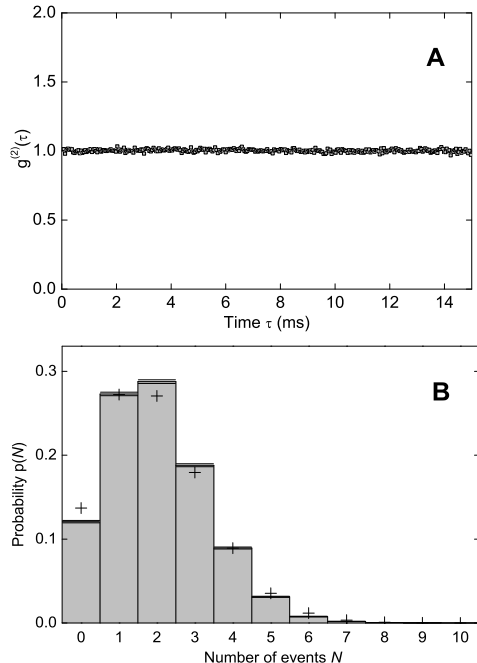 2.0
A
1.5
g(2)(τ)
1.0
0.5
0.0
0 2 4 6 8 10 12 14
Time τ (ms)
0.3
B
Probability p(N)
0.2
0.1
0.0
0 1 2 3 4 5 6 7 8 9 10
Number of events N